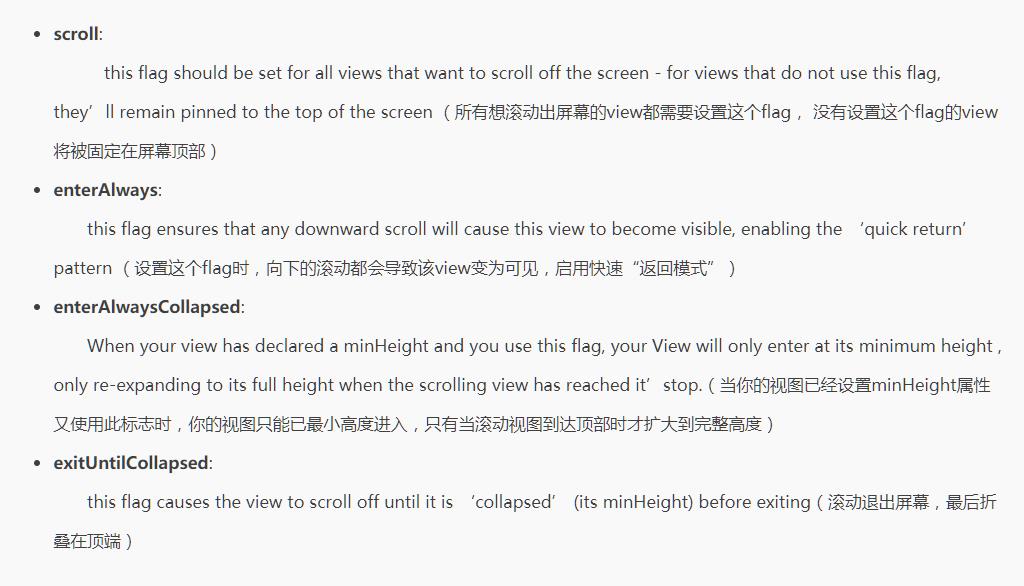 scroll:
this flag should be set for all views that want to scroll off the screen - for views that do not use this flag,
they’ll remain pinned to the top of the screen（所有想滚动出屏幕的view都需要设置这个flag， 没有设置这个flag的view
将被固定在屏幕顶部）
enterAlways:
this flag ensures that any downward scroll will cause this view to become visible, enabling the ‘quick return’
pattern（设置这个flag时，向下的滚动都会导致该view变为可见，启用快速“返回模式”）
enterAlwaysCollapsed:
When your view has declared a minHeight and you use this flag, your View will only enter at its minimum height，
only re-expanding to its full height when the scrolling view has reached it’stop.（当你的视图已经设置minHeight属性
又使用此标志时，你的视图只能已最小高度进入，只有当滚动视图到达顶部时才扩大到完整高度）
exitUntilCollapsed:
this flag causes the view to scroll off until it is ‘collapsed’ (its minHeight) before exiting（滚动退出屏幕，最后折
叠在顶端）